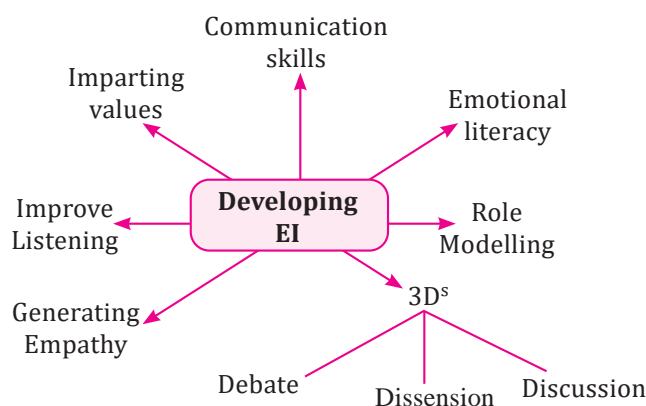 Communication
skills
Imparting
values
Emotional
literacy
Developing
EI
Improve
Listening
Role
Modelling
Generating
Empathy
3Dˢ
Debate
Dissension
Discussion